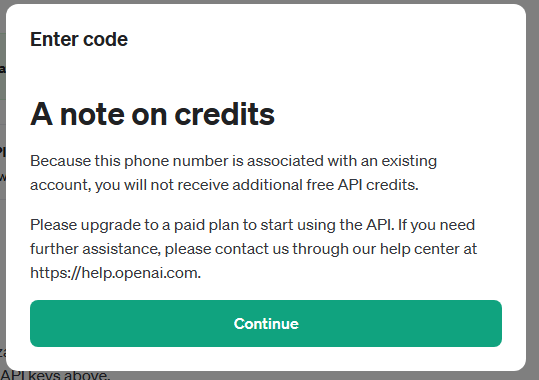 Enter code
A note on credits
Because this phone number is associated with an existing
account, you will not receive additional free API credits.
Please upgrade to a paid plan to start using the API. If you need
further assistance, please contact us through our help center at
https://help.openai.com.
Continue
API keys above.